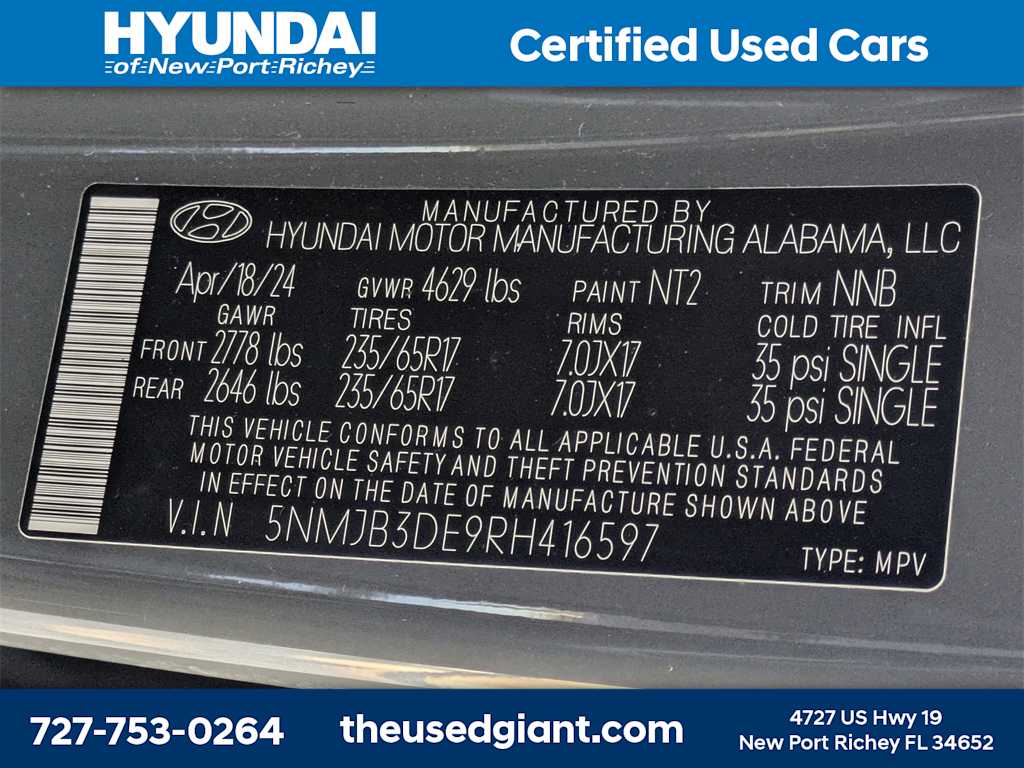 HYUNDAI
of New Port Richey
Certified Used Cars
MANUFACTURED BY
HYUNDAI MOTOR MANUFACTURING ALABAMA, LLC
Apr/18/24 GVWR 4629 lbs PAINT NT2 TRIM NNB
GAWR TIRES RIMS COLD TIRE INFL
FRONT 2778 lbs 235/65R17 7.0JX17 35 psi SINGLE
REAR 2646 lbs 235/65R17 7.0JX17 35 psi SINGLE
THIS VEHICLE CONFORMS TO ALL APPLICABLE U.S.A. FEDERAL
MOTOR VEHICLE SAFETY AND THEFT PREVENTION STANDARDS
IN EFFECT ON THE DATE OF MANUFACTURE SHOWN ABOVE
V.I.N 5NMJB3DE9RH416597
TYPE: MPV
727-753-0264
theusedgiant.com
4727 US Hwy 19
New Port Richey FL 34652